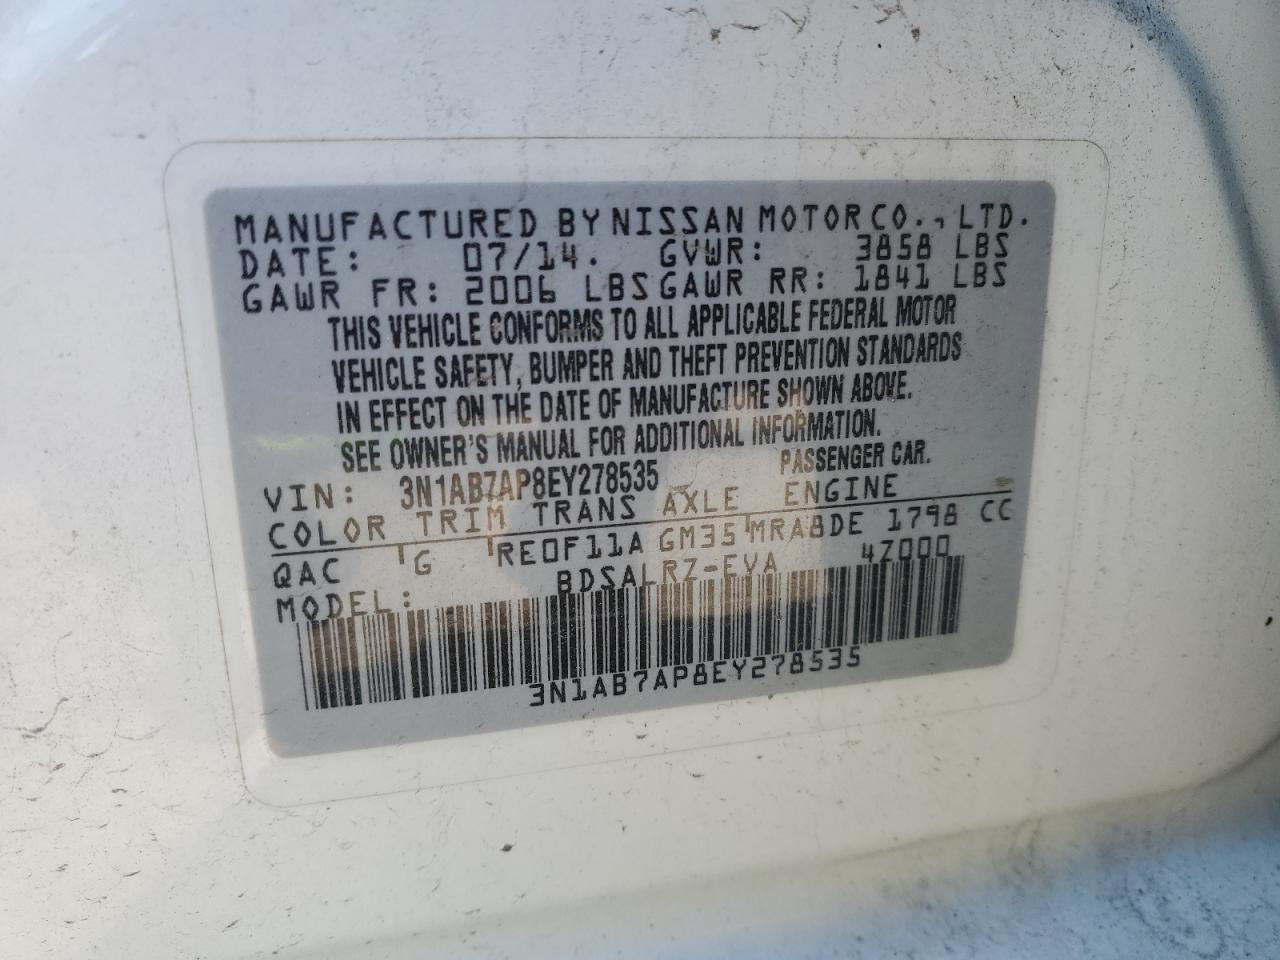 MANUFACTURED BY NISSAN MOTOR CO., LTD.
DATE: 07/14. GVWR: 3858 LBS
GAWR FR: 2006 LBS GAWR RR: 1841 LBS
THIS VEHICLE CONFORMS TO ALL APPLICABLE FEDERAL MOTOR
VEHICLE SAFETY, BUMPER AND THEFT PREVENTION STANDARDS
IN EFFECT ON THE DATE OF MANUFACTURE SHOWN ABOVE.
SEE OWNER'S MANUAL FOR ADDITIONAL INFORMATION.
VIN: 3N1AB7AP8EY278535 PASSENGER CAR.
COLOR TRIM TRANS AXLE ENGINE
QAC G RE0F11A GM35 MRA8DE 1798 CC
MODEL: BDSALRZ-EVA 4Z000
3N1AB7AP8EY278535